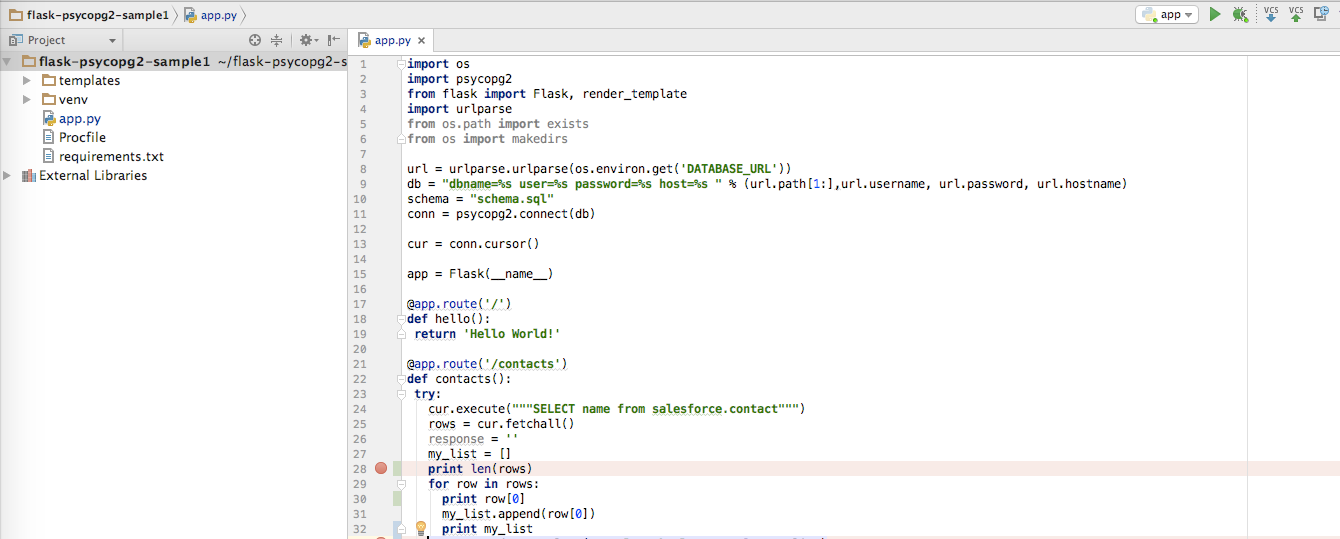 flask-psycopg2-sample1 app.py
app
VCS VCS
Project
app.py
flask-psycopg2-sample1 ~/flask-psycopg2-s
templates
venv
app.py
Procfile
requirements.txt
External Libraries
1 import os
2 import psycopg2
3 from flask import Flask, render_template
4 import urlparse
5 from os.path import exists
6 from os import makedirs
7
8 url = urlparse.urlparse(os.environ.get('DATABASE_URL'))
9 db = "dbname=%s user=%s password=%s host=%s " % (url.path[1:],url.username, url.password, url.hostname)
10 schema = "schema.sql"
11 conn = psycopg2.connect(db)
12
13 cur = conn.cursor()
14
15 app = Flask(__name__)
16
17 @app.route('/')
18 def hello():
19 return 'Hello World!'
20
21 @app.route('/contacts')
22 def contacts():
23 try:
24 cur.execute("""SELECT name from salesforce.contact""")
25 rows = cur.fetchall()
26 response = ''
27 my_list = []
28 print len(rows)
29 for row in rows:
30 print row[0]
31 my_list.append(row[0])
32 print my_list